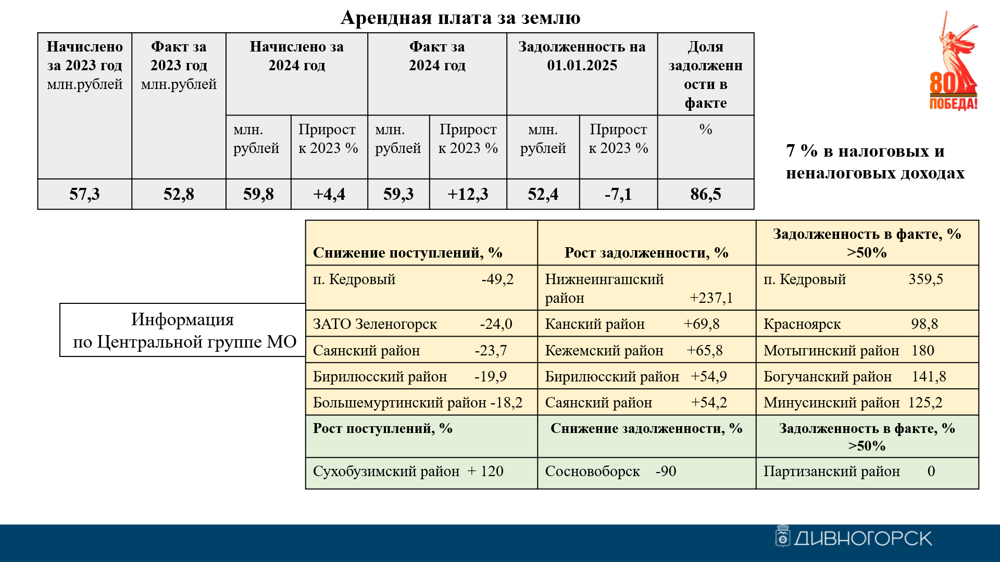 Арендная плата за землю
Начислено за 2023 год млн.рублей
Факт за 2023 год млн.рублей
Начислено за 2024 год
Факт за 2024 год
Задолженность на 01.01.2025
Доля задолженн ости в факте
млн. рублей
Прирост к 2023 %
млн. рублей
Прирост к 2023 %
млн. рублей
Прирост к 2023 %
%
57,3 52,8 59,8 +4,4 59,3 +12,3 52,4 -7,1 86,5
80
ПОБЕДА!
7 % в налоговых и
неналоговых доходах
Информация
по Центральной группе МО
Снижение поступлений, %
Рост задолженности, %
Задолженность в факте, %
>50%
п. Кедровый -49,2
Нижнеингашский
район +237,1
п. Кедровый 359,5
ЗАТО Зеленогорск -24,0
Канский район +69,8
Красноярск 98,8
Саянский район -23,7
Кежемский район +65,8
Мотыгинский район 180
Бирилюсский район -19,9
Бирилюсский район +54,9
Богучанский район 141,8
Большемуртинский район -18,2
Саянский район +54,2
Минусинский район 125,2
Рост поступлений, %
Снижение задолженности, %
Задолженность в факте, %
>50%
Сухобузимский район + 120
Сосновоборск -90
Партизанский район 0
ДИВНОГОРСК